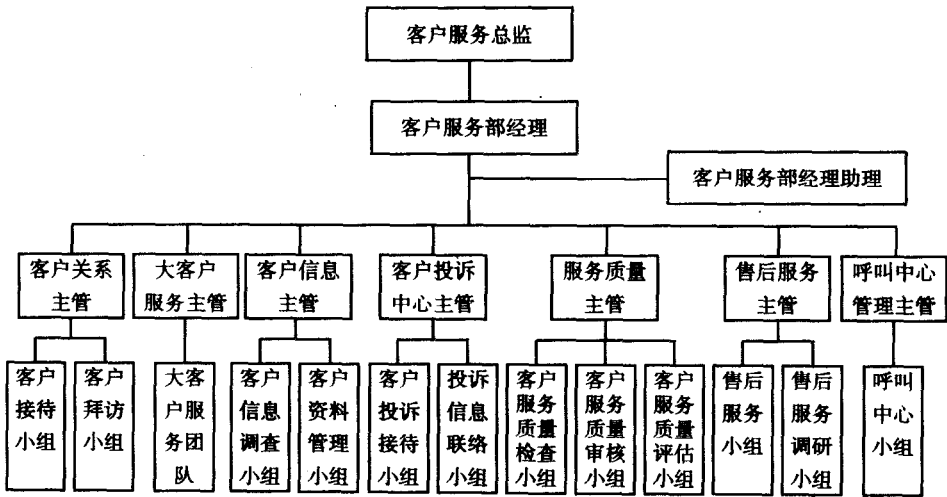 客户服务总监
客户服务部经理
客户服务部经理助理
客户关系
主管
大客户
服务主管
客户信息
主管
客户投诉
中心主管
服务质量
主管
售后服务
主管
呼叫中心
管理主管
客户
接待
小组
客户
拜访
小组
大客
户服
务团
队
客户
信息
调查
小组
客户
资料
管理
小组
客户
投诉
接待
小组
投诉
信息
联络
小组
客户
服务
质量
检查
小组
客户
服务
质量
审核
小组
客户
服务
质量
评估
小组
售后
服务
小组
售后
服务
调研
小组
呼叫
中心
小组